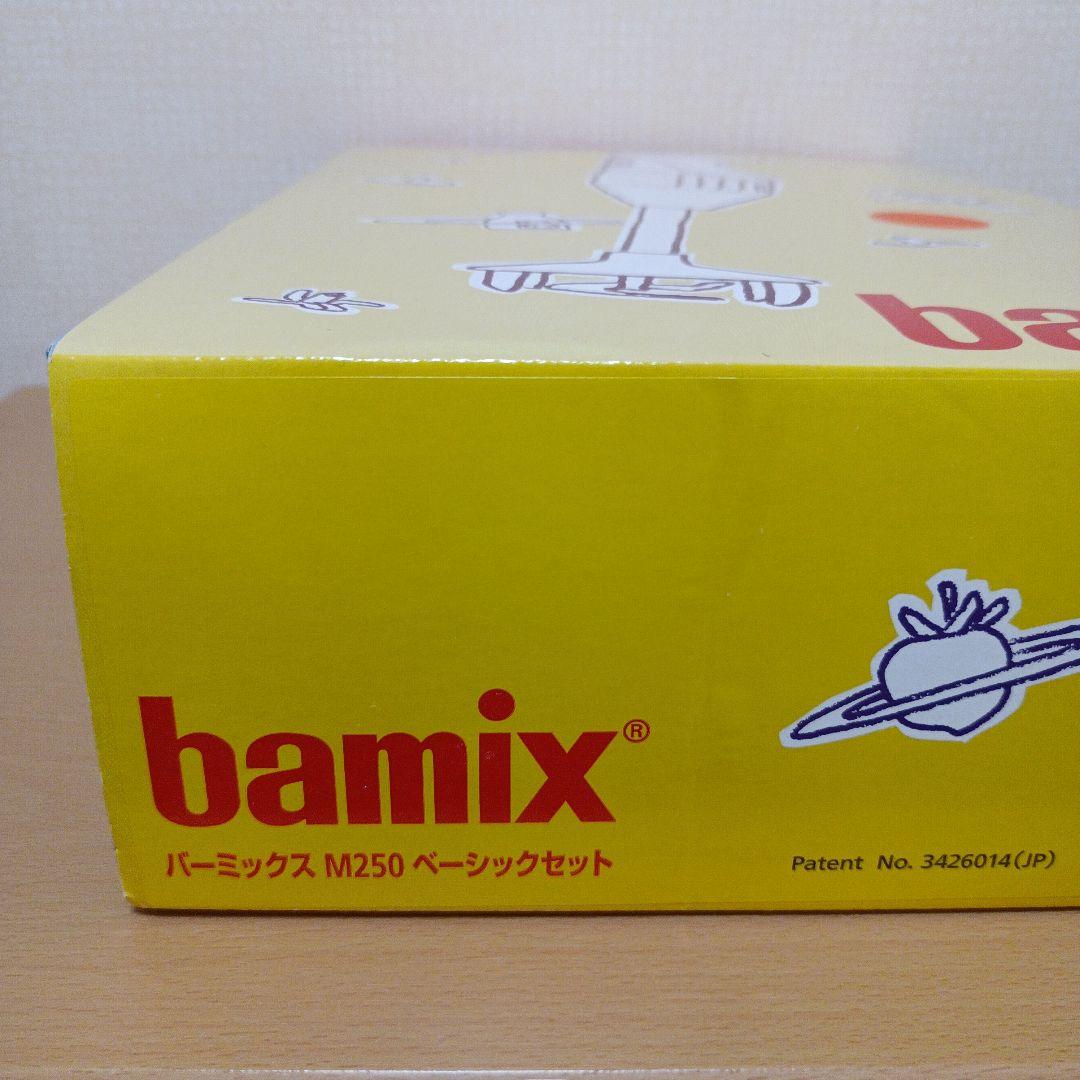 ba
bamix®
バーミックス M250 ベーシックセット
Patent No. 3426014(JP)